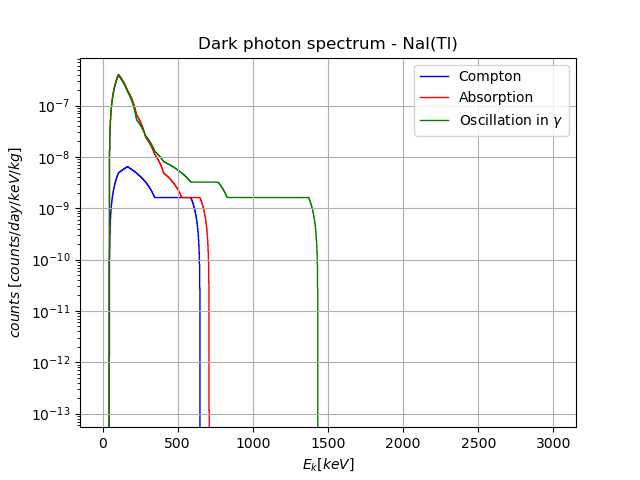 Dark photon spectrum - NaI(Tl)
Compton
Absorption
Oscillation in γ
counts [counts/day/keV/kg]
10⁻⁷
10⁻⁸
10⁻⁹
10⁻¹⁰
10⁻¹¹
10⁻¹²
10⁻¹³
0 500 1000 1500 2000 2500 3000
Eₖ[keV]